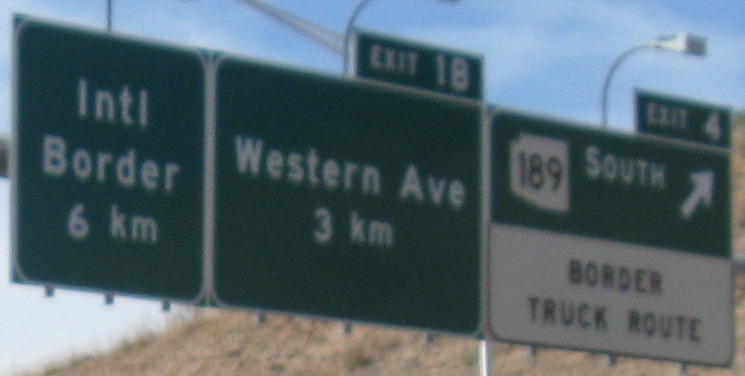 Intl
Border
6 km
EXIT 1B
Western Ave
3 km
EXIT 4
189 SOUTH
BORDER
TRUCK ROUTE